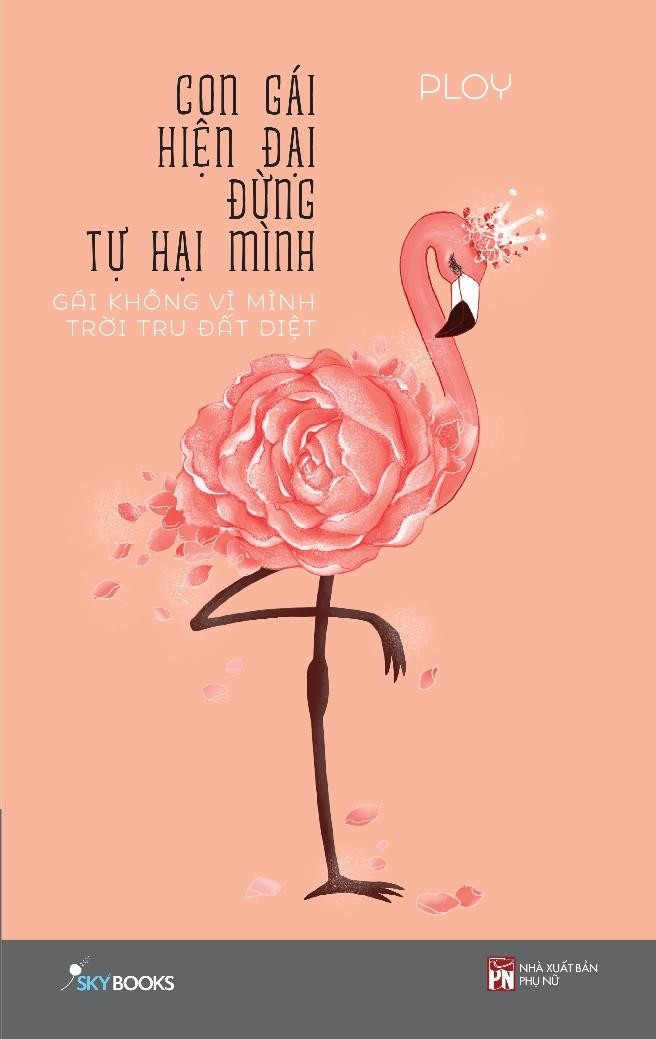 PLOY
CON GÁI
HIỆN ĐẠI
ĐỪNG
TỰ HẠI MÌNH
GÁI KHÔNG VÌ MÌNH
TRỜI TRU ĐẤT DIỆT
SKYBOOKS
PN
NHÀ XUẤT BẢN
PHỤ NỮ